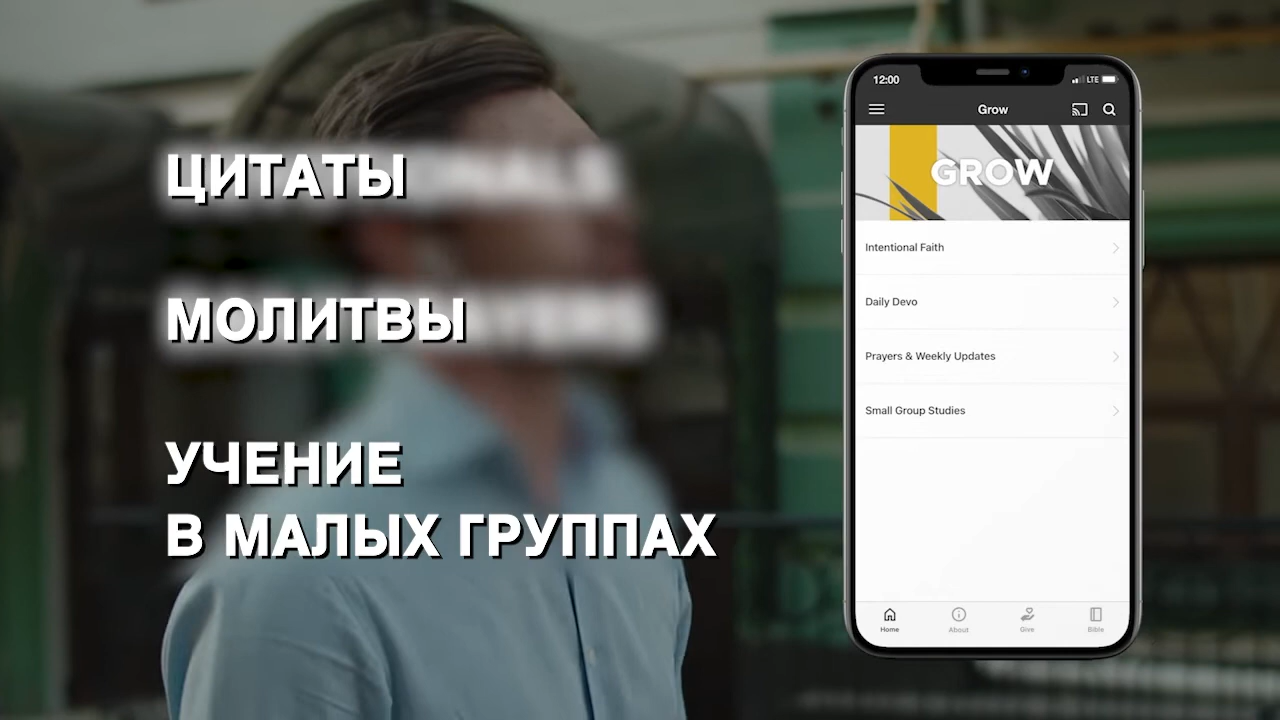 ЦИТАТЫ
МОЛИТВЫ
УЧЕНИЕ
В МАЛЫХ ГРУППАХ
12:00
LTE
Grow
GROW
Intentional Faith
Daily Devo
Prayers & Weekly Updates
Small Group Studies
Home
About
Give
Bible